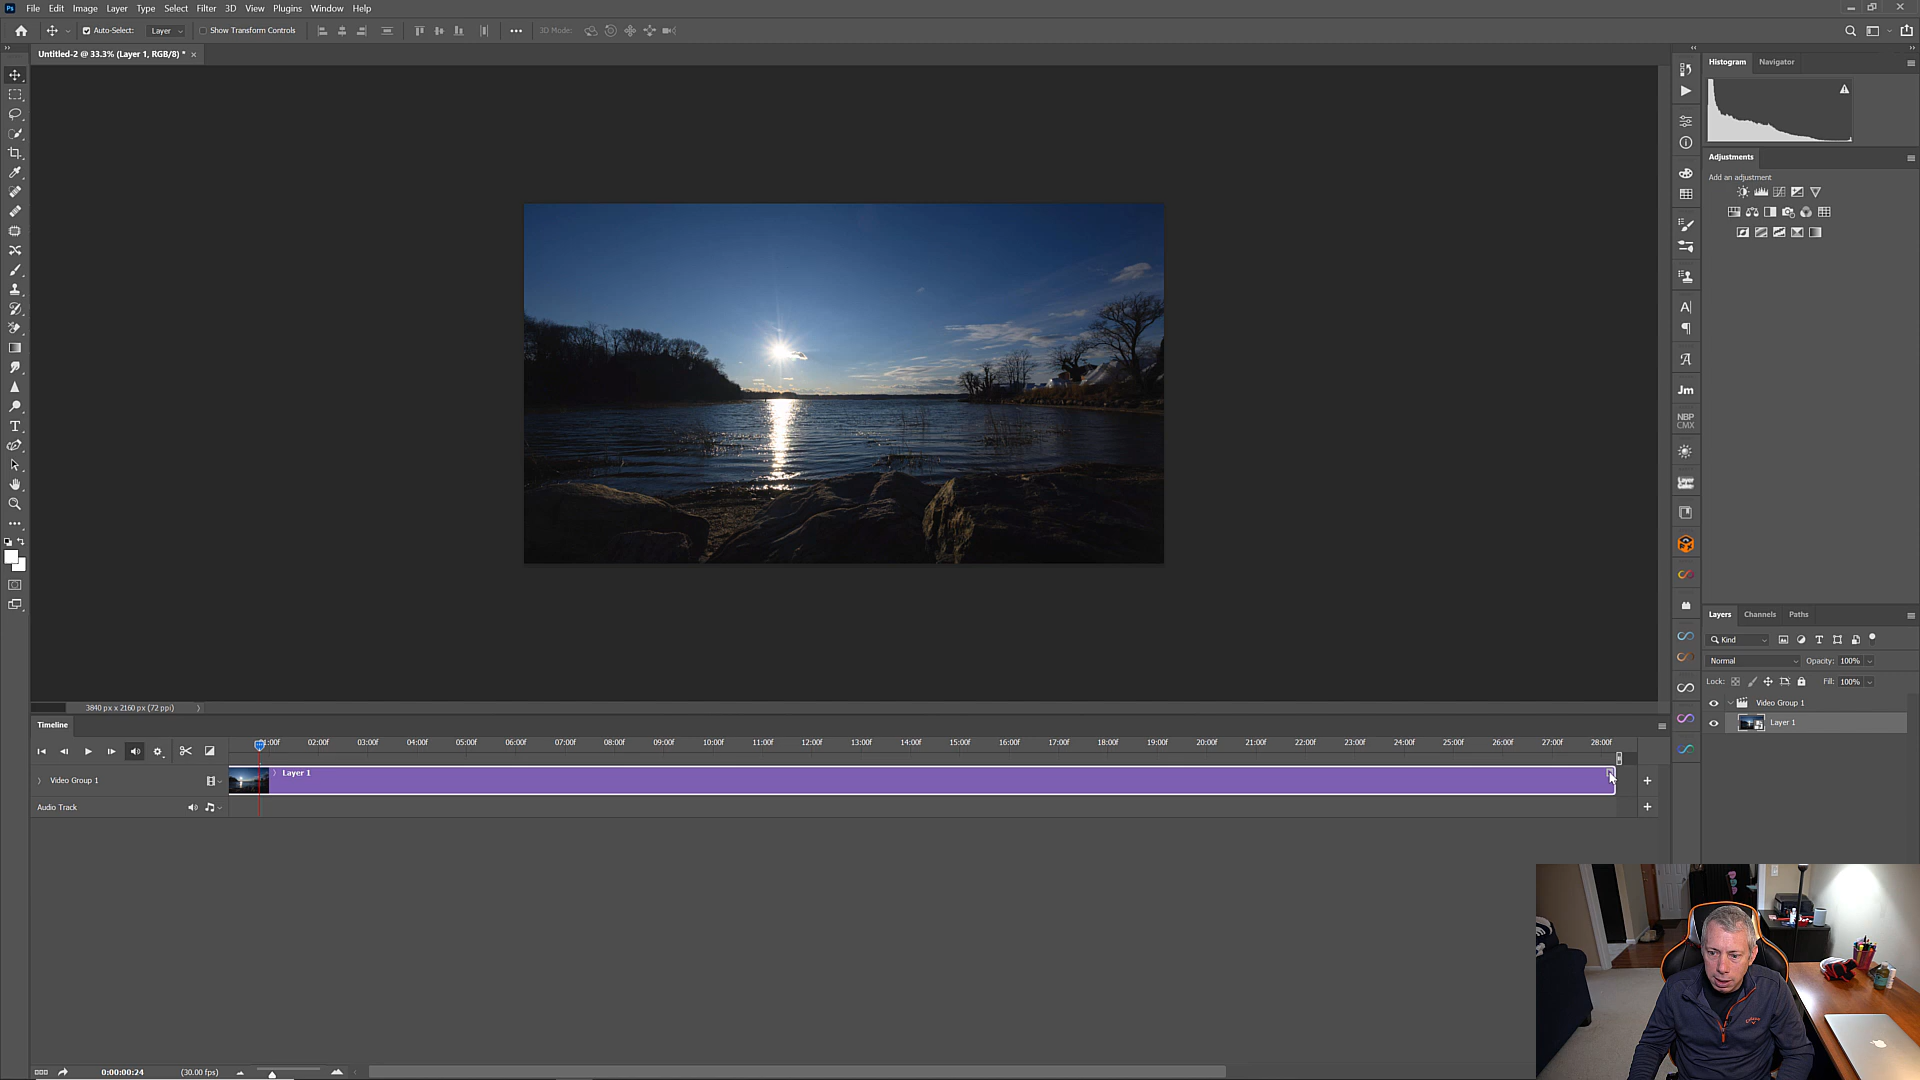 File Edit Image Layer Type Select Filter 3D View Plugins Window Help
Auto-Select: Layer Show Transform Controls 3D Mode:
Untitled-2 @ 33.3% (Layer 1, RGB/8) *
Histogram Navigator
Adjustments
Add an adjustment
Jm
NBP
CMX
Layers Channels Paths
Kind
Normal Opacity: 100%
Lock: Fill: 100%
Video Group 1
Layer 1
3840 px x 2160 px (72 ppi)
Timeline
02:00f 03:00f 04:00f 05:00f 06:00f 07:00f 08:00f 09:00f 10:00f 11:00f 12:00f 13:00f 14:00f 15:00f 16:00f 17:00f 18:00f 19:00f 20:00f 21:00f 22:00f 23:00f 24:00f 25:00f 26:00f 27:00f 28:00f
Video Group 1 Layer 1
Audio Track
0:00:00:24 (30.00 fps)